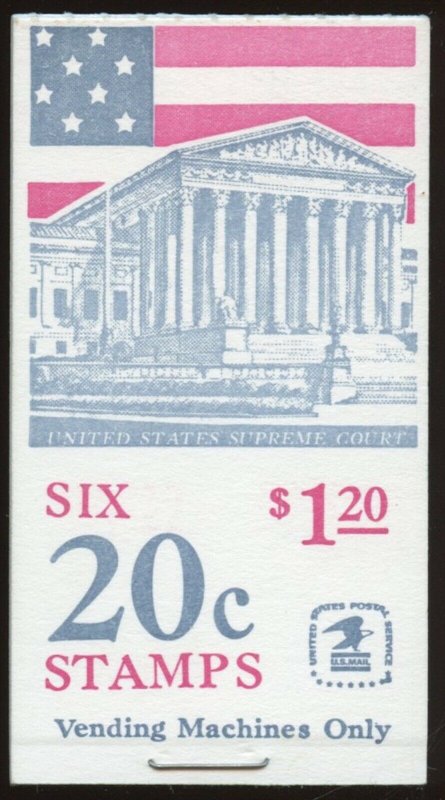 UNITED STATES SUPREME COURT
SIX $1.20
20c
STAMPS
UNITED STATES POSTAL SERVICE
U.S.MAIL
Vending Machines Only